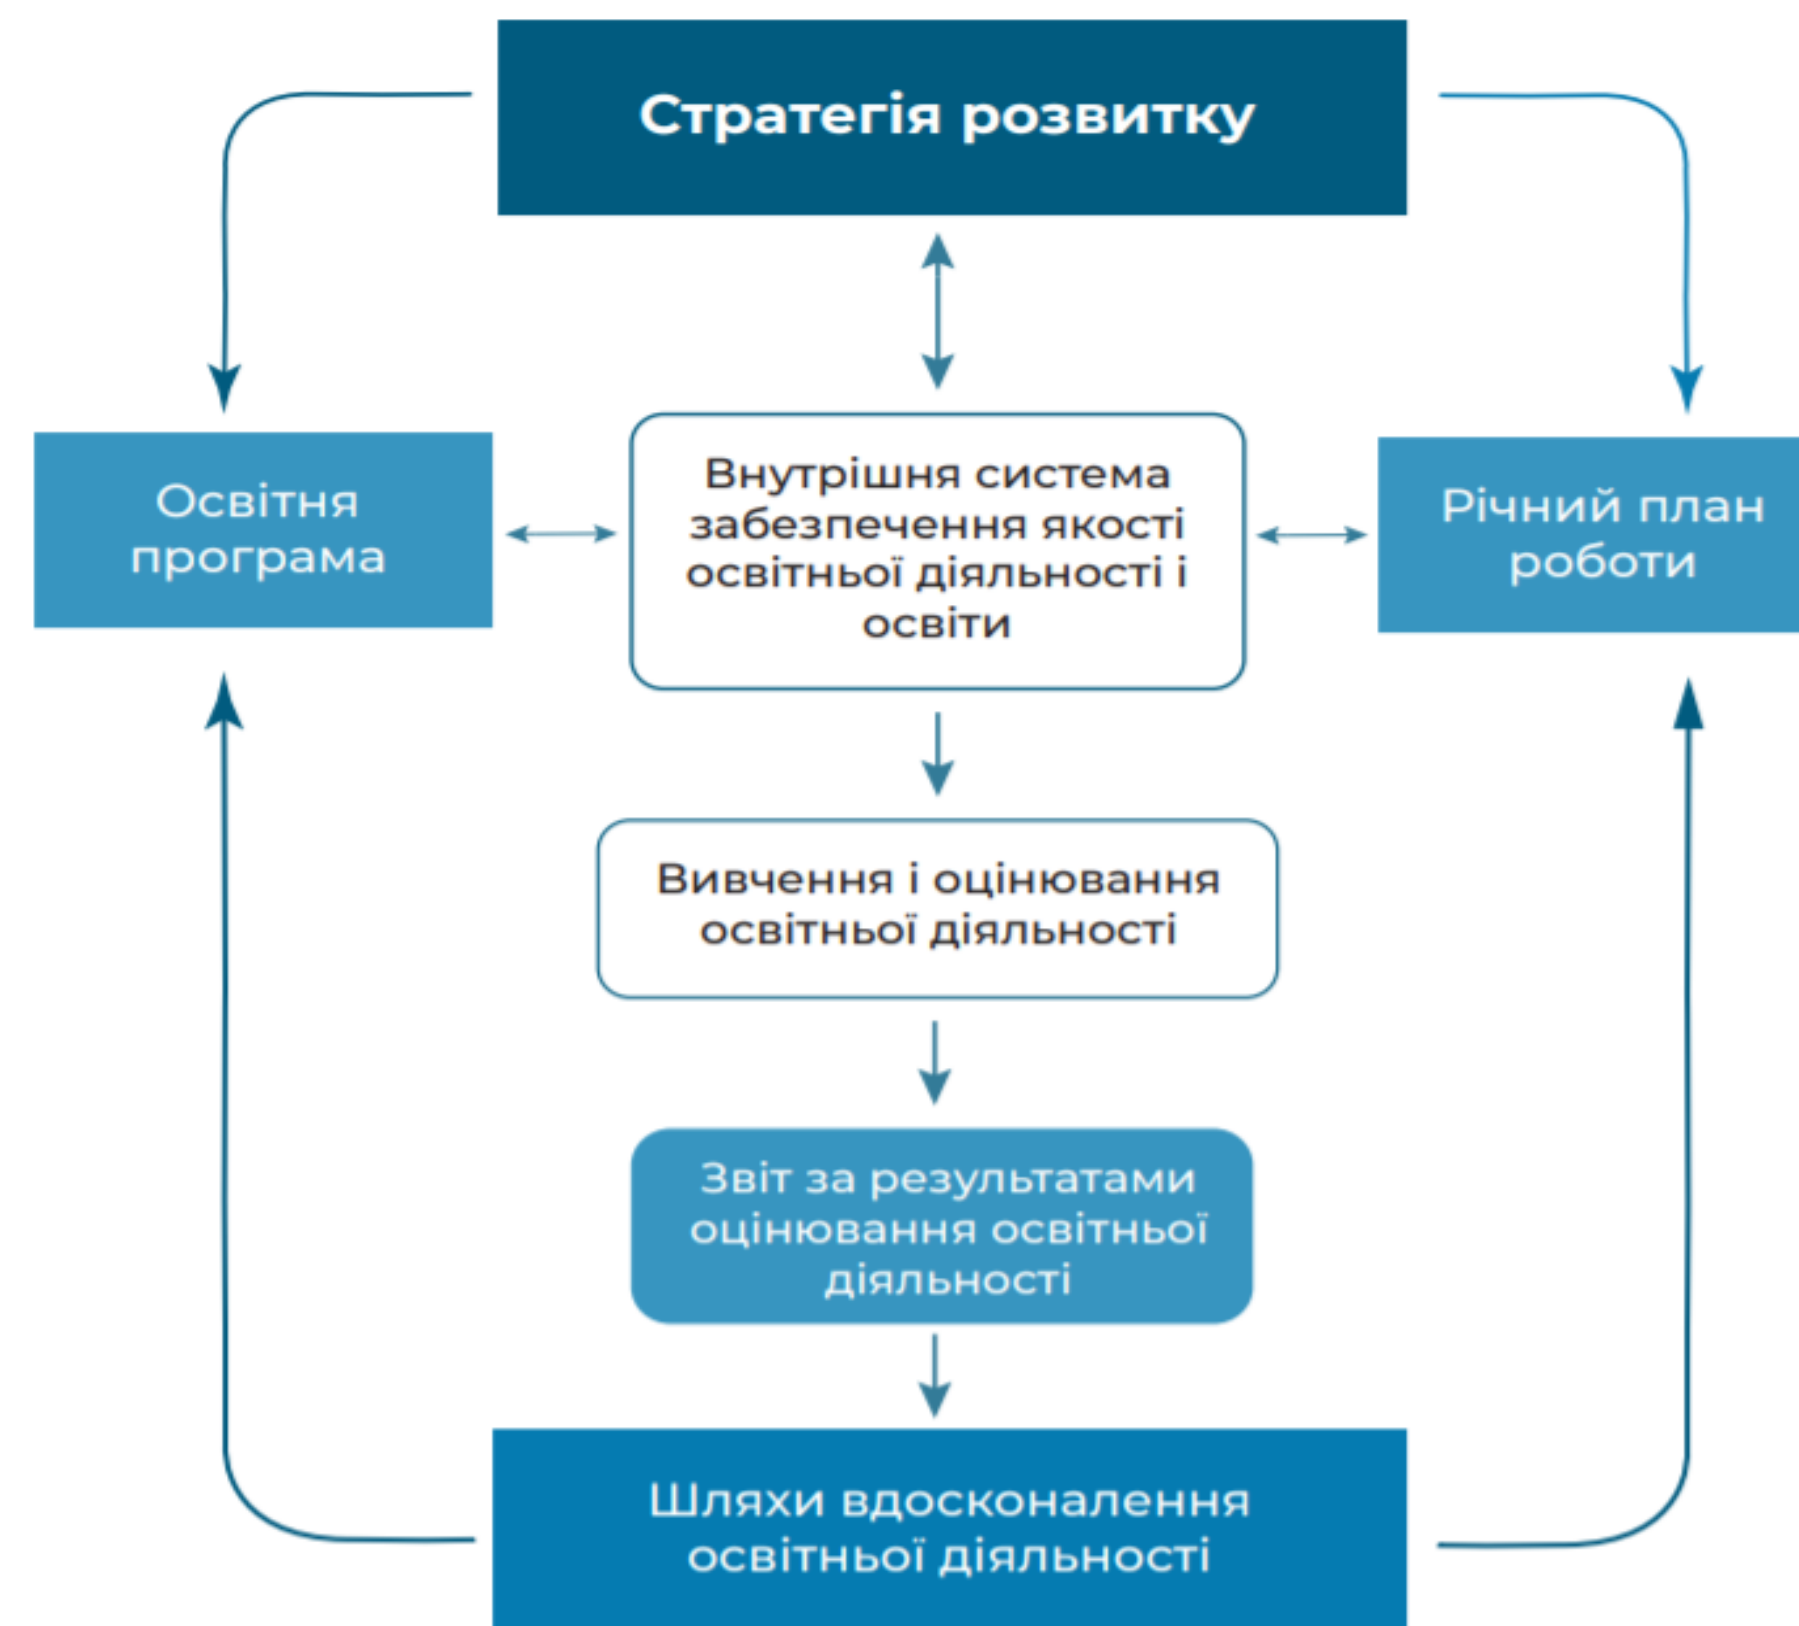 Стратегія розвитку
Освітня
програма
Внутрішня система
забезпечення якості
освітньої діяльності і
освіти
Річний план
роботи
Вивчення і оцінювання
освітньої діяльності
Звіт за результатами
оцінювання освітньої
діяльності
Шляхи вдосконалення
освітньої діяльності